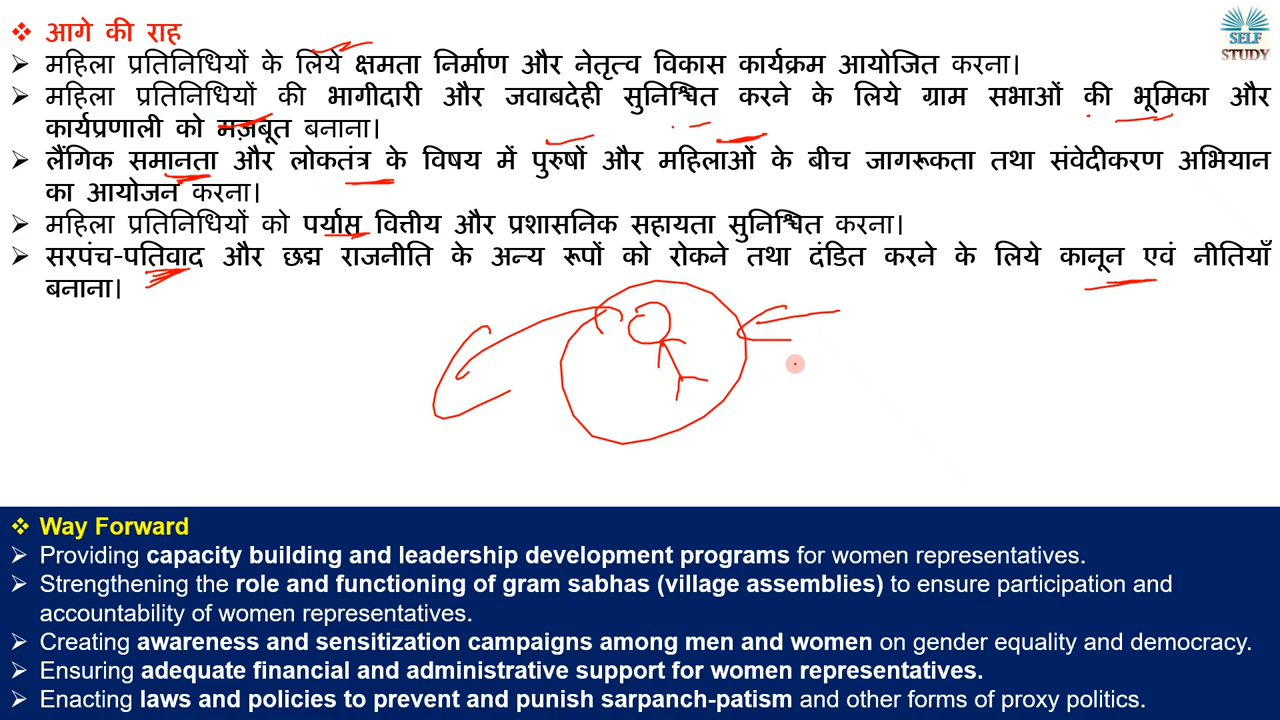 ❖ आगे की राह
SELF
STUDY
➤ महिला प्रतिनिधियों के लिये क्षमता निर्माण और नेतृत्व विकास कार्यक्रम आयोजित करना।
➤ महिला प्रतिनिधियों की भागीदारी और जवाबदेही सुनिश्चित करने के लिये ग्राम सभाओं की भूमिका और
कार्यप्रणाली को मज़बूत बनाना।
➤ लैंगिक समानता और लोकतंत्र के विषय में पुरुषों और महिलाओं के बीच जागरूकता तथा संवेदीकरण अभियान
का आयोजन करना।
➤ महिला प्रतिनिधियों को पर्याप्त वित्तीय और प्रशासनिक सहायता सुनिश्चित करना।
➤ सरपंच-पतिवाद और छद्म राजनीति के अन्य रूपों को रोकने तथा दंडित करने के लिये कानून एवं नीतियाँ
बनाना।
❖ Way Forward
➤ Providing capacity building and leadership development programs for women representatives.
➤ Strengthening the role and functioning of gram sabhas (village assemblies) to ensure participation and
accountability of women representatives.
➤ Creating awareness and sensitization campaigns among men and women on gender equality and democracy.
➤ Ensuring adequate financial and administrative support for women representatives.
➤ Enacting laws and policies to prevent and punish sarpanch-patism and other forms of proxy politics.